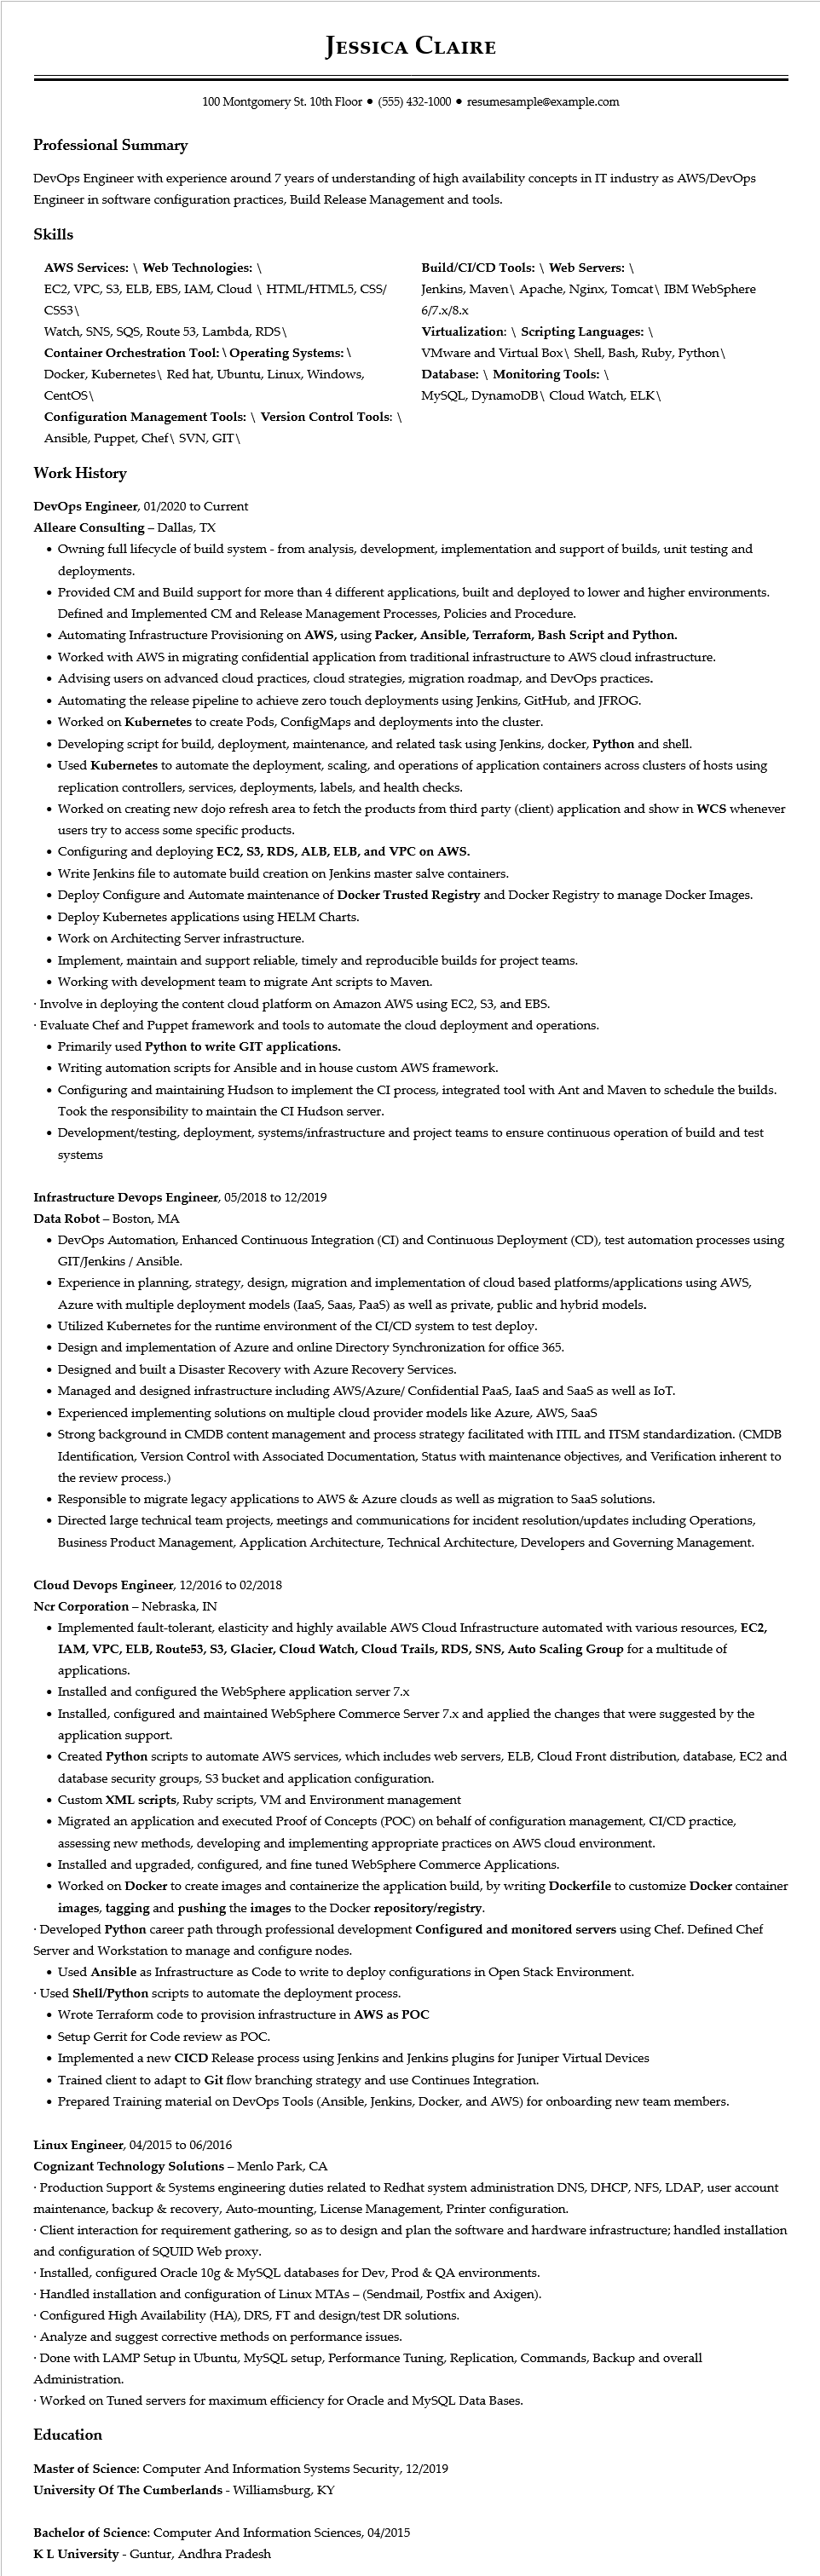 Jessica Claire
100 Montgomery St. 10th Floor ● (555) 432-1000 ● resumesample@example.com
Professional Summary
DevOps Engineer with experience around 7 years of understanding of high availability concepts in IT industry as AWS/DevOps
Engineer in software configuration practices, Build Release Management and tools.
Skills
AWS Services: \ Web Technologies: \
EC2, VPC, S3, ELB, EBS, IAM, Cloud \ HTML/HTML5, CSS/
CSS3\
Watch, SNS, SQS, Route 53, Lambda, RDS\
Container Orchestration Tool: \ Operating Systems: \
Docker, Kubernetes\ Red hat, Ubuntu, Linux, Windows,
CentOS\
Configuration Management Tools: \ Version Control Tools: \
Ansible, Puppet, Chef\ SVN, GIT\
Build/CI/CD Tools: \ Web Servers: \
Jenkins, Maven\ Apache, Nginx, Tomcat\ IBM WebSphere
6/7.x/8.x
Virtualization: \ Scripting Languages: \
VMware and Virtual Box\ Shell, Bash, Ruby, Python\
Database: \ Monitoring Tools: \
MySQL, DynamoDB\ Cloud Watch, ELK\
Work History
DevOps Engineer, 01/2020 to Current
Alleare Consulting – Dallas, TX
• Owning full lifecycle of build system - from analysis, development, implementation and support of builds, unit testing and
deployments.
• Provided CM and Build support for more than 4 different applications, built and deployed to lower and higher environments.
Defined and Implemented CM and Release Management Processes, Policies and Procedure.
• Automating Infrastructure Provisioning on AWS, using Packer, Ansible, Terraform, Bash Script and Python.
• Worked with AWS in migrating confidential application from traditional infrastructure to AWS cloud infrastructure.
• Advising users on advanced cloud practices, cloud strategies, migration roadmap, and DevOps practices.
• Automating the release pipeline to achieve zero touch deployments using Jenkins, GitHub, and JFROG.
• Worked on Kubernetes to create Pods, ConfigMaps and deployments into the cluster.
• Developing script for build, deployment, maintenance, and related task using Jenkins, docker, Python and shell.
• Used Kubernetes to automate the deployment, scaling, and operations of application containers across clusters of hosts using
replication controllers, services, deployments, labels, and health checks.
• Worked on creating new dojo refresh area to fetch the products from third party (client) application and show in WCS whenever
users try to access some specific products.
• Configuring and deploying EC2, S3, RDS, ALB, ELB, and VPC on AWS.
• Write Jenkins file to automate build creation on Jenkins master salve containers.
• Deploy Configure and Automate maintenance of Docker Trusted Registry and Docker Registry to manage Docker Images.
• Deploy Kubernetes applications using HELM Charts.
• Work on Architecting Server infrastructure.
• Implement, maintain and support reliable, timely and reproducible builds for project teams.
• Working with development team to migrate Ant scripts to Maven.
· Involve in deploying the content cloud platform on Amazon AWS using EC2, S3, and EBS.
· Evaluate Chef and Puppet framework and tools to automate the cloud deployment and operations.
• Primarily used Python to write GIT applications.
• Writing automation scripts for Ansible and in house custom AWS framework.
• Configuring and maintaining Hudson to implement the CI process, integrated tool with Ant and Maven to schedule the builds.
Took the responsibility to maintain the CI Hudson server.
• Development/testing, deployment, systems/infrastructure and project teams to ensure continuous operation of build and test
systems
Infrastructure Devops Engineer, 05/2018 to 12/2019
Data Robot – Boston, MA
• DevOps Automation, Enhanced Continuous Integration (CI) and Continuous Deployment (CD), test automation processes using
GIT/Jenkins / Ansible.
• Experience in planning, strategy, design, migration and implementation of cloud based platforms/applications using AWS,
Azure with multiple deployment models (IaaS, Saas, PaaS) as well as private, public and hybrid models.
• Utilized Kubernetes for the runtime environment of the CI/CD system to test deploy.
• Design and implementation of Azure and online Directory Synchronization for office 365.
• Designed and built a Disaster Recovery with Azure Recovery Services.
• Managed and designed infrastructure including AWS/Azure/ Confidential PaaS, IaaS and SaaS as well as IoT.
• Experienced implementing solutions on multiple cloud provider models like Azure, AWS, SaaS
• Strong background in CMDB content management and process strategy facilitated with ITIL and ITSM standardization. (CMDB
Identification, Version Control with Associated Documentation, Status with maintenance objectives, and Verification inherent to
the review process.)
• Responsible to migrate legacy applications to AWS & Azure clouds as well as migration to SaaS solutions.
• Directed large technical team projects, meetings and communications for incident resolution/updates including Operations,
Business Product Management, Application Architecture, Technical Architecture, Developers and Governing Management.
Cloud Devops Engineer, 12/2016 to 02/2018
Ncr Corporation – Nebraska, IN
• Implemented fault-tolerant, elasticity and highly available AWS Cloud Infrastructure automated with various resources, EC2,
IAM, VPC, ELB, Route53, S3, Glacier, Cloud Watch, Cloud Trails, RDS, SNS, Auto Scaling Group for a multitude of
applications.
• Installed and configured the WebSphere application server 7.x
• Installed, configured and maintained WebSphere Commerce Server 7.x and applied the changes that were suggested by the
application support.
• Created Python scripts to automate AWS services, which includes web servers, ELB, Cloud Front distribution, database, EC2 and
database security groups, S3 bucket and application configuration.
• Custom XML scripts, Ruby scripts, VM and Environment management
• Migrated an application and executed Proof of Concepts (POC) on behalf of configuration management, CI/CD practice,
assessing new methods, developing and implementing appropriate practices on AWS cloud environment.
• Installed and upgraded, configured, and fine tuned WebSphere Commerce Applications.
• Worked on Docker to create images and containerize the application build, by writing Dockerfile to customize Docker container
images, tagging and pushing the images to the Docker repository/registry.
· Developed Python career path through professional development Configured and monitored servers using Chef. Defined Chef
Server and Workstation to manage and configure nodes.
• Used Ansible as Infrastructure as Code to write to deploy configurations in Open Stack Environment.
· Used Shell/Python scripts to automate the deployment process.
• Wrote Terraform code to provision infrastructure in AWS as POC
• Setup Gerrit for Code review as POC.
• Implemented a new CICD Release process using Jenkins and Jenkins plugins for Juniper Virtual Devices
• Trained client to adapt to Git flow branching strategy and use Continues Integration.
• Prepared Training material on DevOps Tools (Ansible, Jenkins, Docker, and AWS) for onboarding new team members.
Linux Engineer, 04/2015 to 06/2016
Cognizant Technology Solutions – Menlo Park, CA
· Production Support & Systems engineering duties related to Redhat system administration DNS, DHCP, NFS, LDAP, user account
maintenance, backup & recovery, Auto-mounting, License Management, Printer configuration.
· Client interaction for requirement gathering, so as to design and plan the software and hardware infrastructure; handled installation
and configuration of SQUID Web proxy.
· Installed, configured Oracle 10g & MySQL databases for Dev, Prod & QA environments.
· Handled installation and configuration of Linux MTAs – (Sendmail, Postfix and Axigen).
· Configured High Availability (HA), DRS, FT and design/test DR solutions.
· Analyze and suggest corrective methods on performance issues.
· Done with LAMP Setup in Ubuntu, MySQL setup, Performance Tuning, Replication, Commands, Backup and overall
Administration.
· Worked on Tuned servers for maximum efficiency for Oracle and MySQL Data Bases.
Education
Master of Science: Computer And Information Systems Security, 12/2019
University Of The Cumberlands - Williamsburg, KY
Bachelor of Science: Computer And Information Sciences, 04/2015
K L University - Guntur, Andhra Pradesh